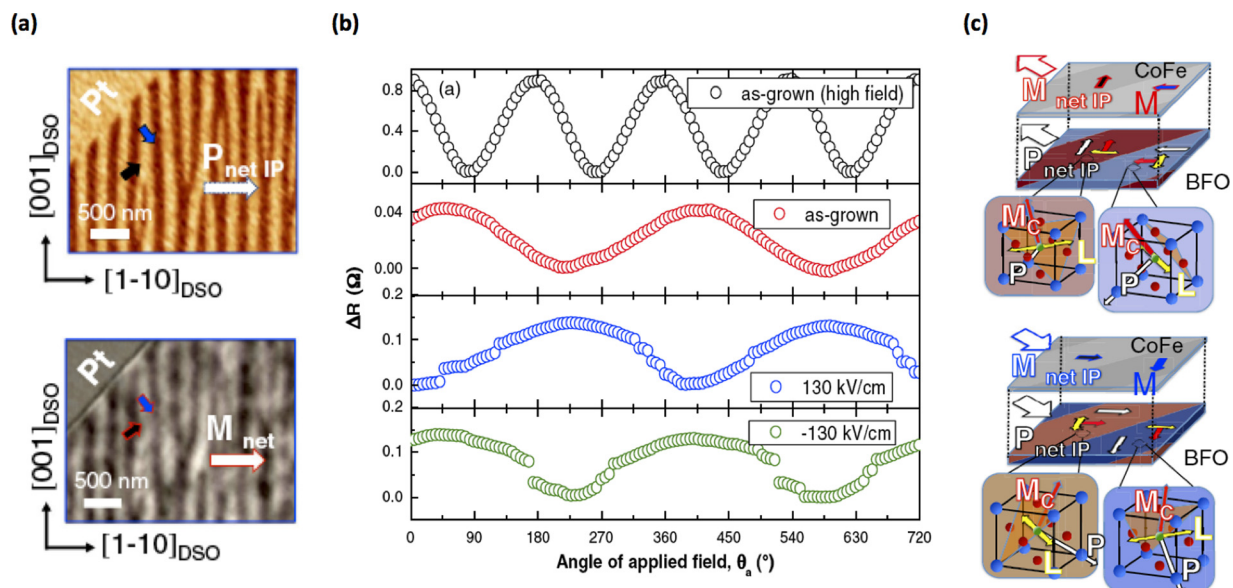 (a)
Pt
P net IP
500 nm
[001]DSO
[1-10]DSO
Pt
M net
500 nm
[001]DSO
[1-10]DSO
(b)
(a)
as-grown (high field)
0.8
0.4
0.0
as-grown
0.04
0.00
0.2
130 kV/cm
0.1
0.0
0.2
-130 kV/cm
0.1
0.0
ΔR (Ω)
0 90 180 270 360 450 540 630 720
Angle of applied field, θa (°)
(c)
CoFe
M net IP
M
P net IP
BFO
MC
P
L
MC
P
L
CoFe
M net IP
M
P net IP
BFO
MC
L
P
MC
L
P